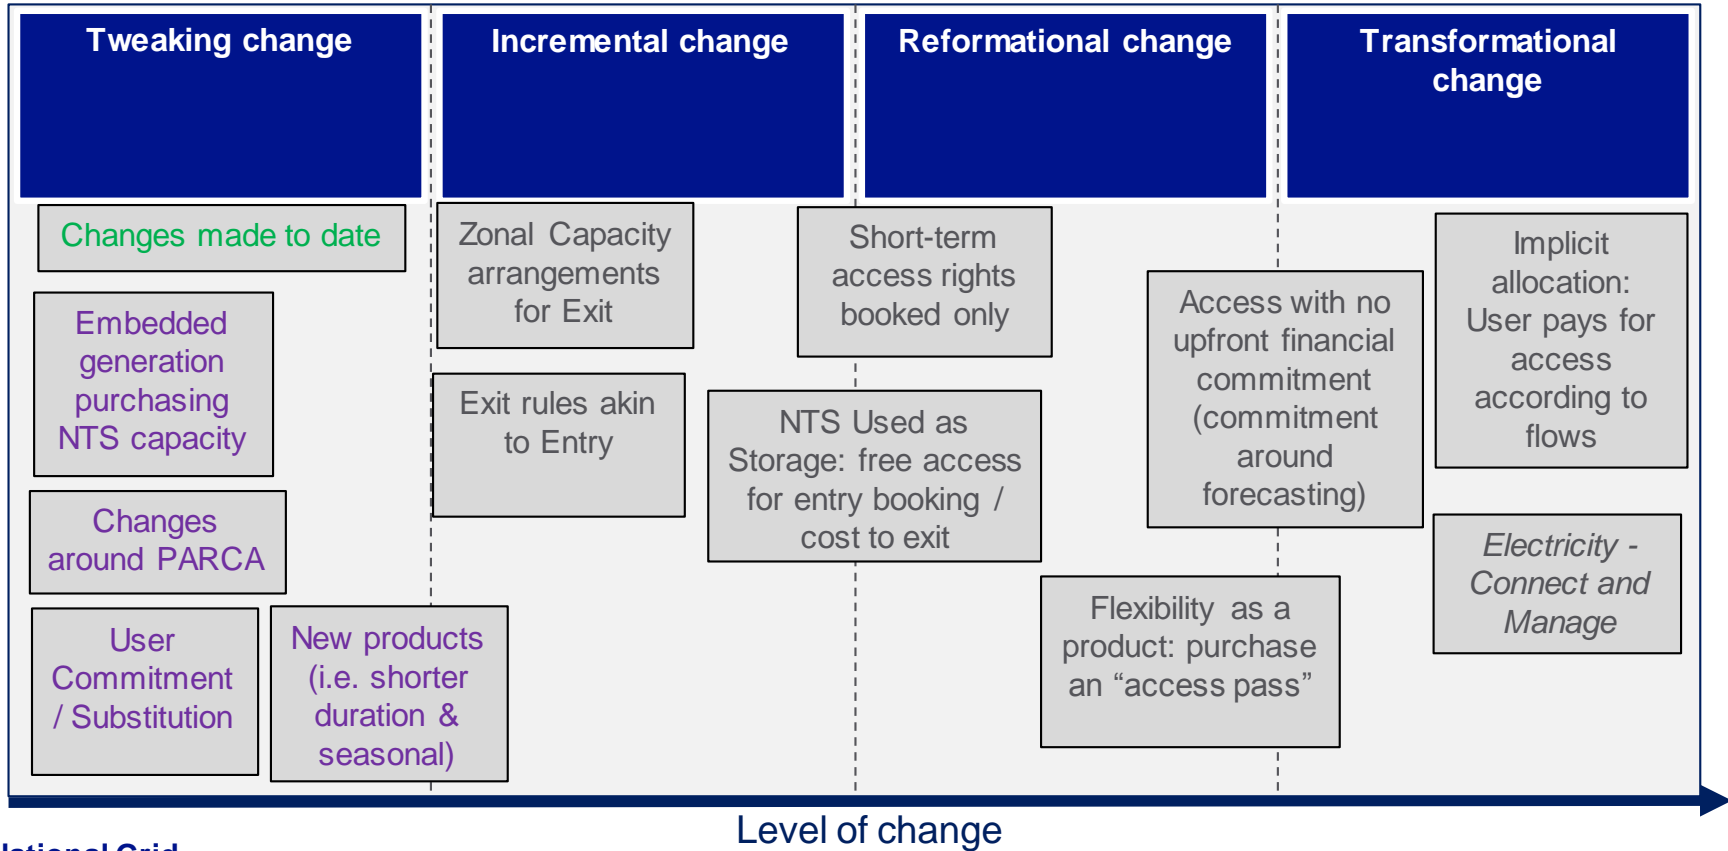 Tweaking change
Incremental change
Reformational change
Transformational
change
Changes made to date
Embedded
generation
purchasing
NTS capacity
Changes
around PARCA
User
Commitment
/ Substitution
New products
(i.e. shorter
duration &
seasonal)
Zonal Capacity
arrangements
for Exit
Exit rules akin
to Entry
Short-term
access rights
booked only
NTS Used as
Storage: free access
for entry booking /
cost to exit
Access with no
upfront financial
commitment
(commitment
around
forecasting)
Flexibility as a
product: purchase
an “access pass”
Implicit
allocation:
User pays for
access
according to
flows
Electricity -
Connect and
Manage
Level of change
National Grid